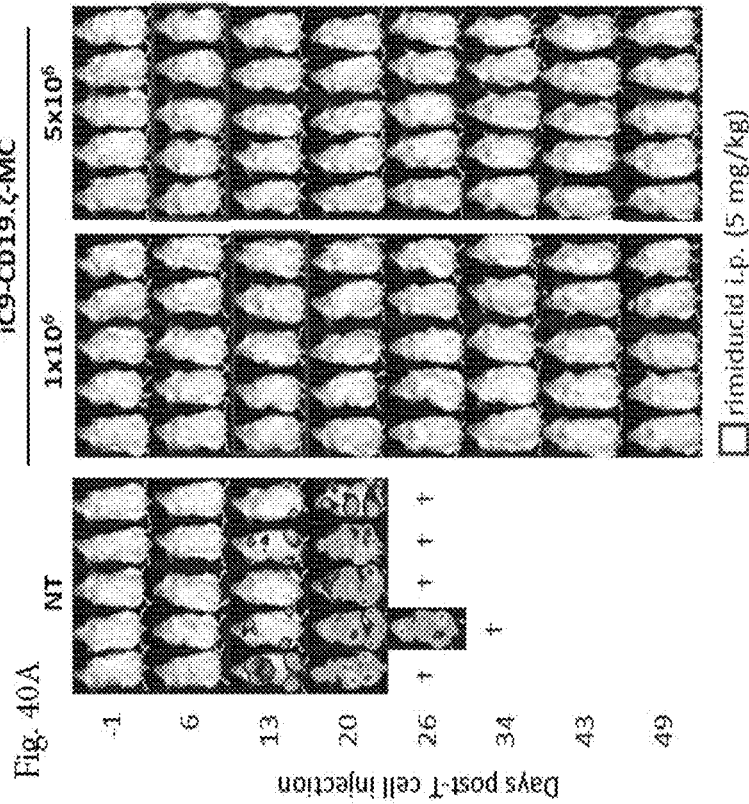 Fig. 40A
iC9-CD19.ζ-MC
NT
1x10⁶
5x10⁶
Days post-T cell injection
-1
6
13
20
26
34
43
49
† † † †
†
rimiducid i.p. (5 mg/kg)